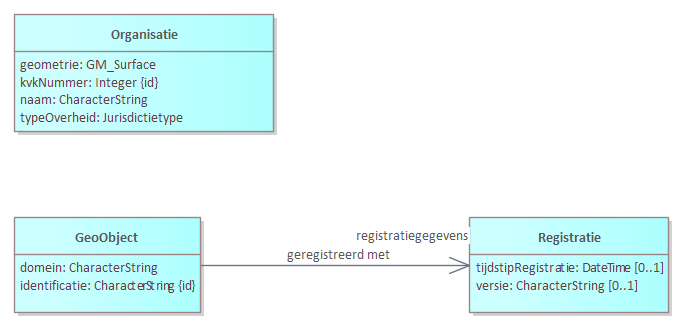 Organisatie
geometrie: GM_Surface
kvkNummer: Integer {id}
naam: CharacterString
typeOverheid: Jurisdictietype
GeoObject
domein: CharacterString
identificatie: CharacterString {id}
registratiegegevens
geregistreerd met
Registratie
tijdstipRegistratie: DateTime [0..1]
versie: CharacterString [0..1]